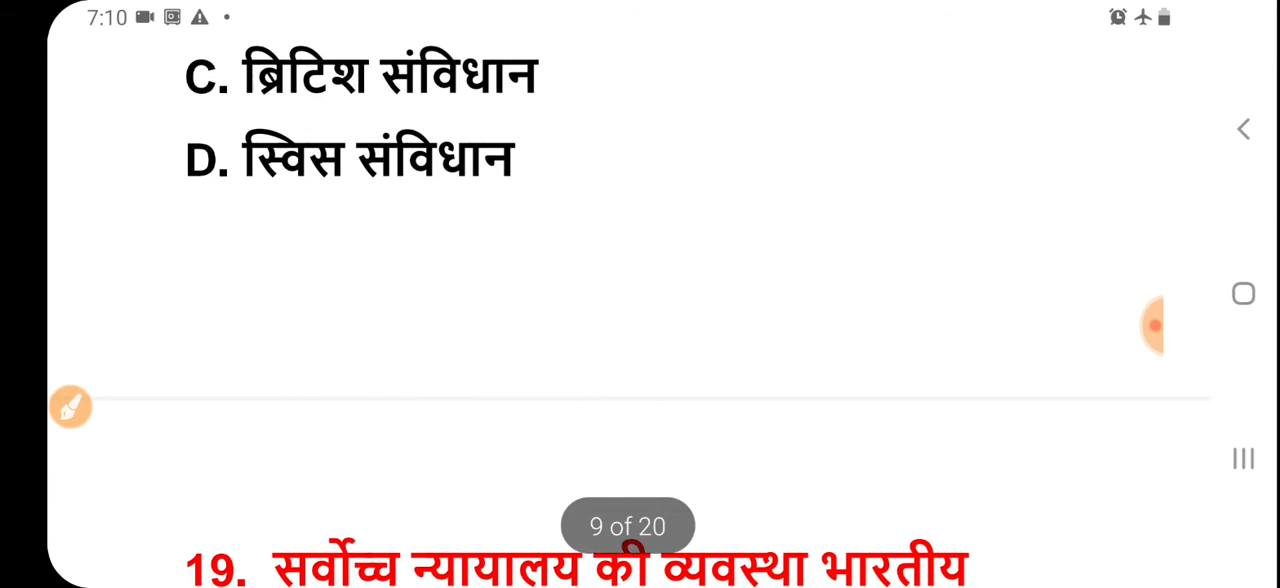 7:10
C. ब्रिटिश संविधान
D. स्विस संविधान
9 of 20
19. सर्वोच्च न्यायालय की व्यवस्था भारतीय